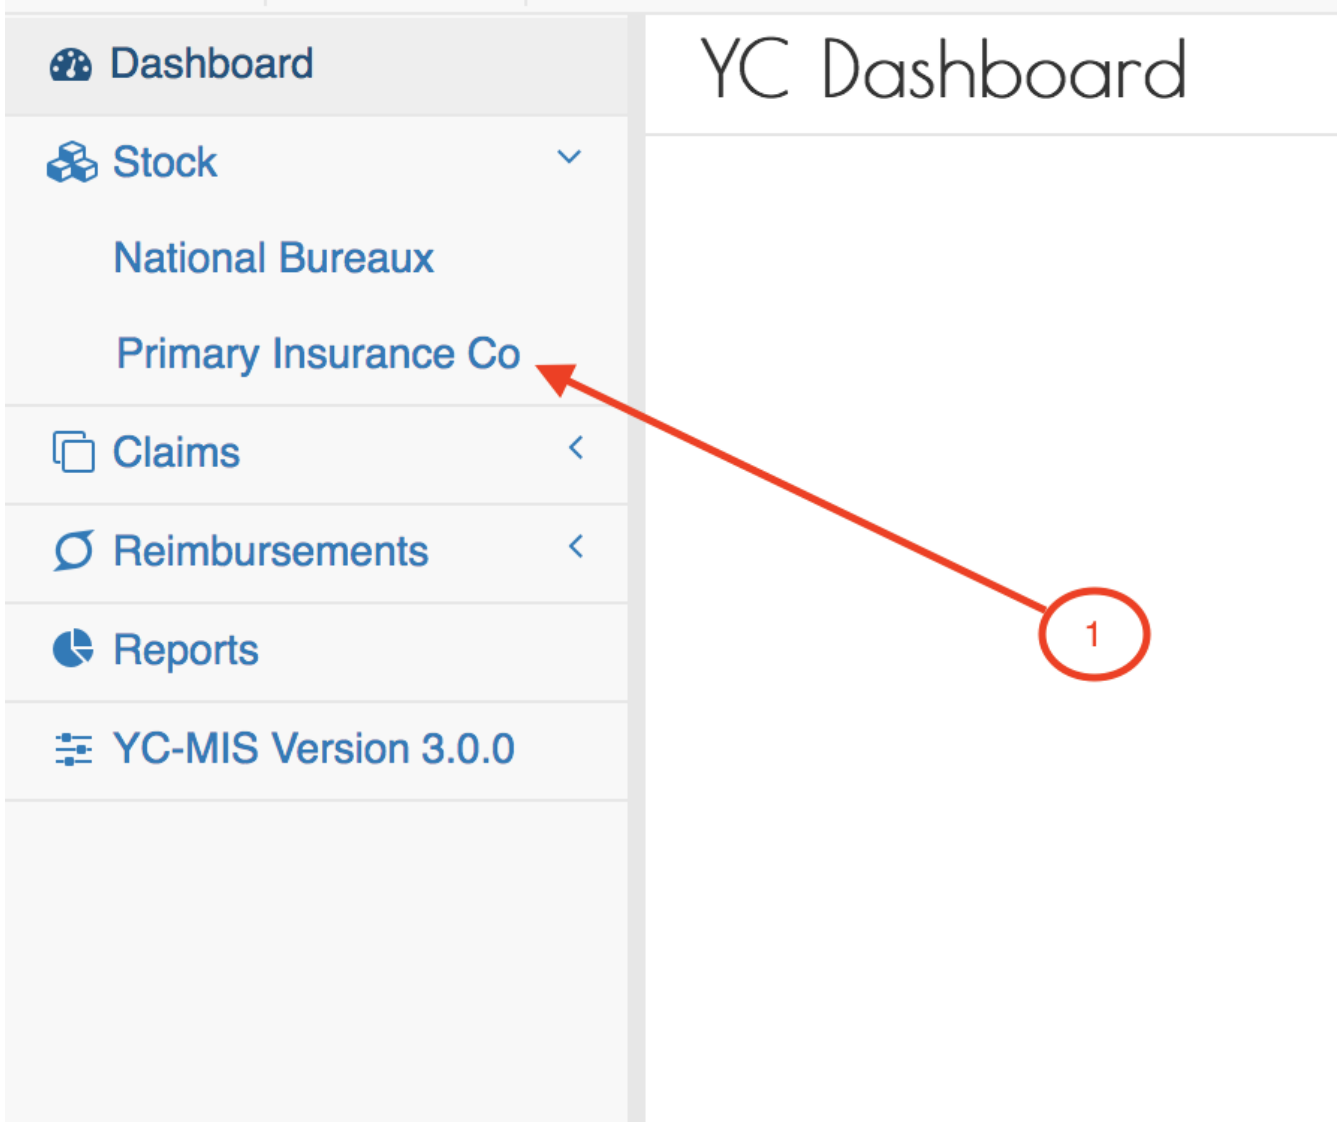 Dashboard
YC Dashboard
Stock
National Bureaux
Primary Insurance Co
Claims
Reimbursements
1
Reports
YC-MIS Version 3.0.0